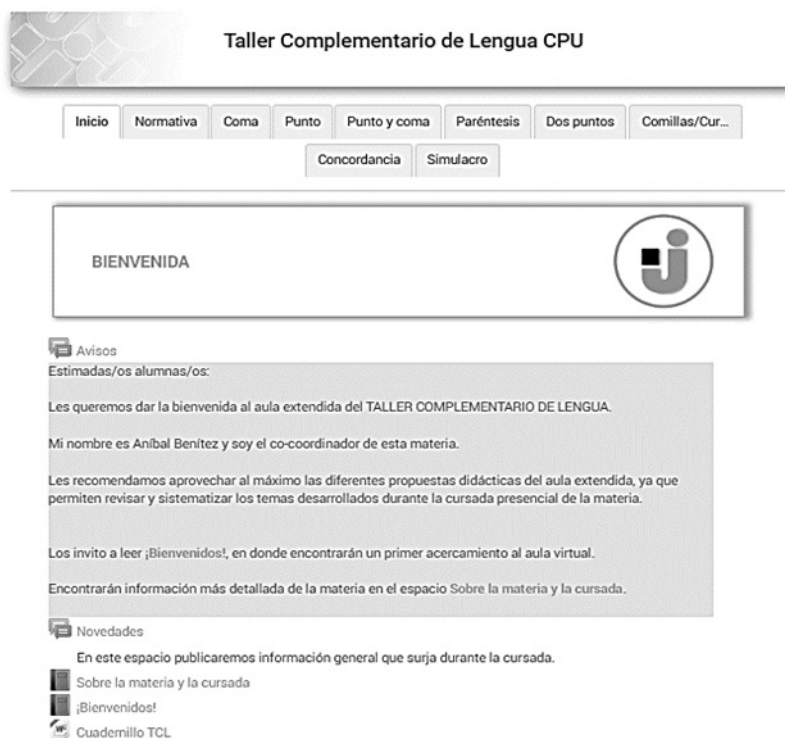 Taller Complementario de Lengua CPU
Inicio Normativa Coma Punto Punto y coma Paréntesis Dos puntos Comillas/Cur...
Concordancia Simulacro
BIENVENIDA
Avisos
Estimadas/os alumnas/os:
Les queremos dar la bienvenida al aula extendida del TALLER COMPLEMENTARIO DE LENGUA.
Mi nombre es Aníbal Benítez y soy el co-coordinador de esta materia.
Les recomendamos aprovechar al máximo las diferentes propuestas didácticas del aula extendida, ya que
permiten revisar y sistematizar los temas desarrollados durante la cursada presencial de la materia.
Los invito a leer ¡Bienvenidos!, en donde encontrarán un primer acercamiento al aula virtual.
Encontrarán información más detallada de la materia en el espacio Sobre la materia y la cursada.
Novedades
En este espacio publicaremos información general que surja durante la cursada.
Sobre la materia y la cursada
¡Bienvenidos!
Cuadernillo TCL